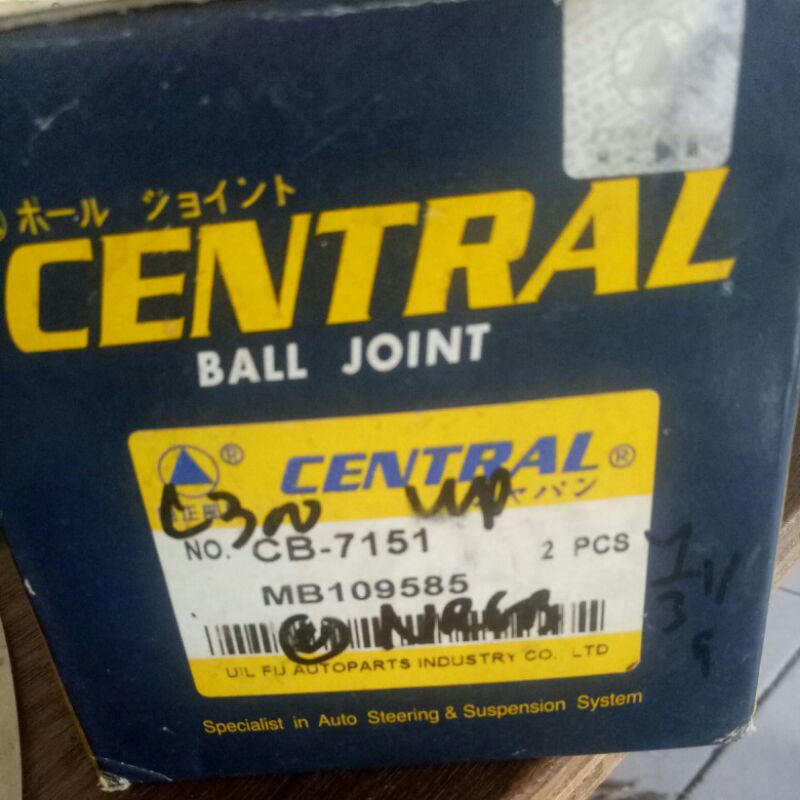 ボール ジョイント
CENTRAL
BALL JOINT
CENTRAL®
NO. CB-7151
2 PCS
MB109585
UIL FU AUTOPARTS INDUSTRY CO. LTD
Specialist in Auto Steering & Suspension System